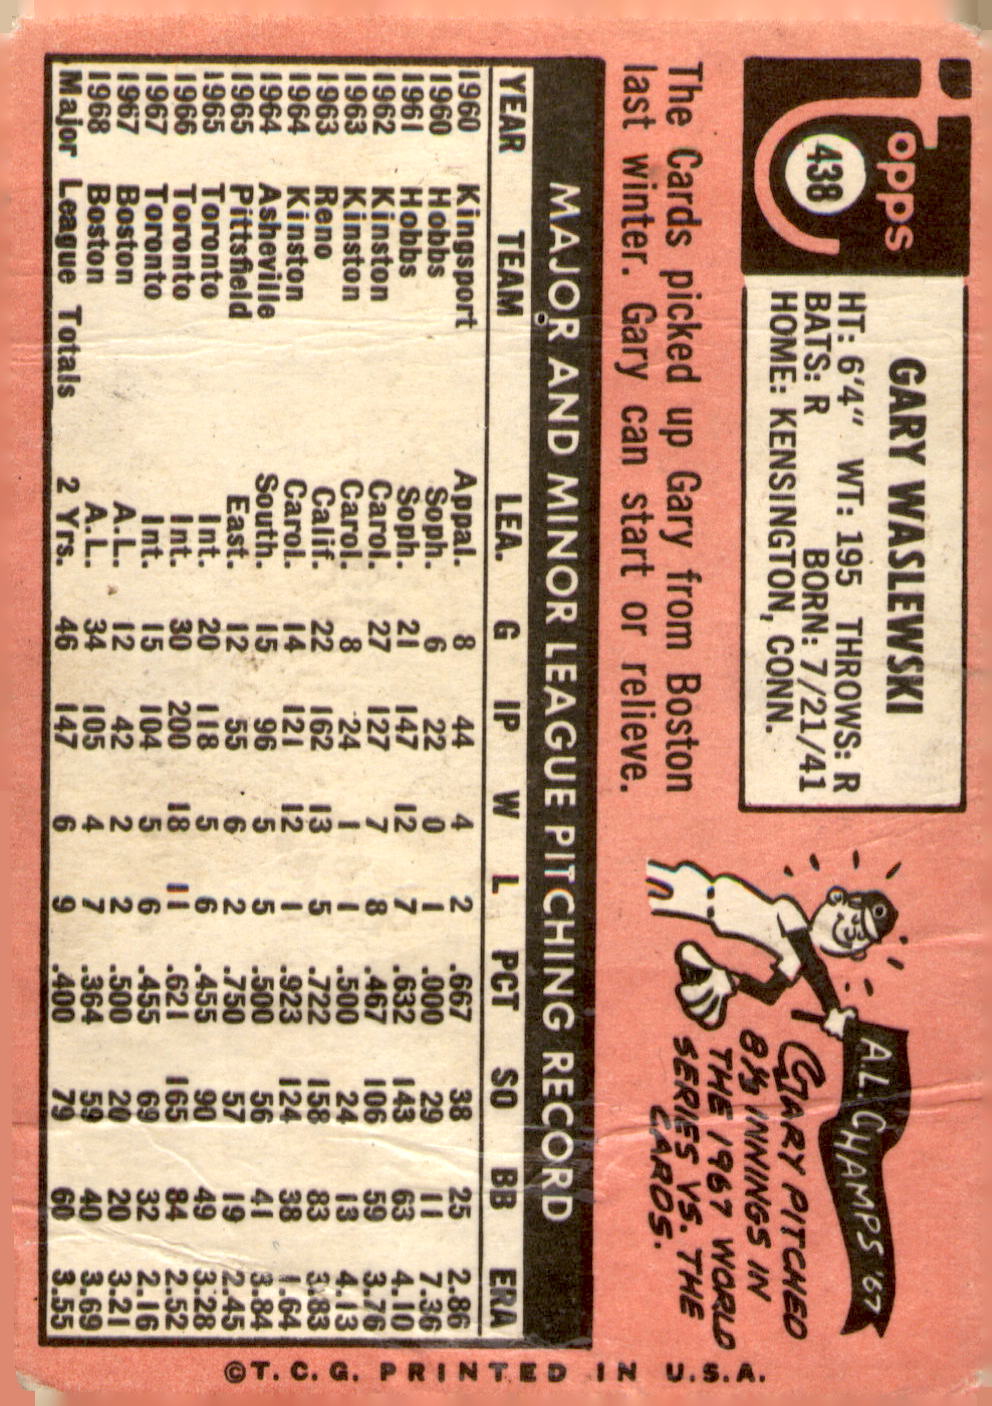 Topps
438
GARY WASLEWSKI
HT: 6'4" WT: 195 THROWS: R
BATS: R BORN: 7/21/41
HOME: KENSINGTON, CONN.
A.L. CHAMPS '67
GARY PITCHED
8⅓ INNINGS IN
THE 1967 WORLD
SERIES VS. THE
CARDS.
The Cards picked up Gary from Boston
last winter. Gary can start or relieve.
MAJOR AND MINOR LEAGUE PITCHING RECORD
YEAR TEAM LEA. G IP W L PCT SO BB ERA
1960 Kingsport Appal. 8 44 4 2 .667 38 25 2.86
1960 Hobbs Soph. 6 22 0 1 .000 29 11 7.36
1961 Hobbs Soph. 21 147 12 7 .632 143 63 4.10
1962 Kinston Carol. 27 127 7 8 .467 106 59 3.76
1963 Kinston Carol. 8 24 1 1 .500 24 13 4.13
1963 Reno Calif. 22 162 13 5 .722 158 83 3.83
1964 Kinston Carol. 14 121 12 1 .923 124 38 1.64
1964 Asheville South. 15 96 5 5 .500 56 41 3.84
1965 Pittsfield East. 12 55 6 2 .750 57 19 2.45
1965 Toronto Int. 20 118 5 6 .455 90 49 3.28
1966 Toronto Int. 30 200 18 11 .621 165 84 2.52
1967 Toronto Int. 15 104 5 6 .455 69 32 2.16
1967 Boston A.L. 12 42 2 2 .500 20 20 3.21
1968 Boston A.L. 34 105 4 7 .364 59 40 3.69
Major League Totals 2 Yrs. 46 147 6 9 .400 79 60 3.55
©T.C.G. PRINTED IN U.S.A.